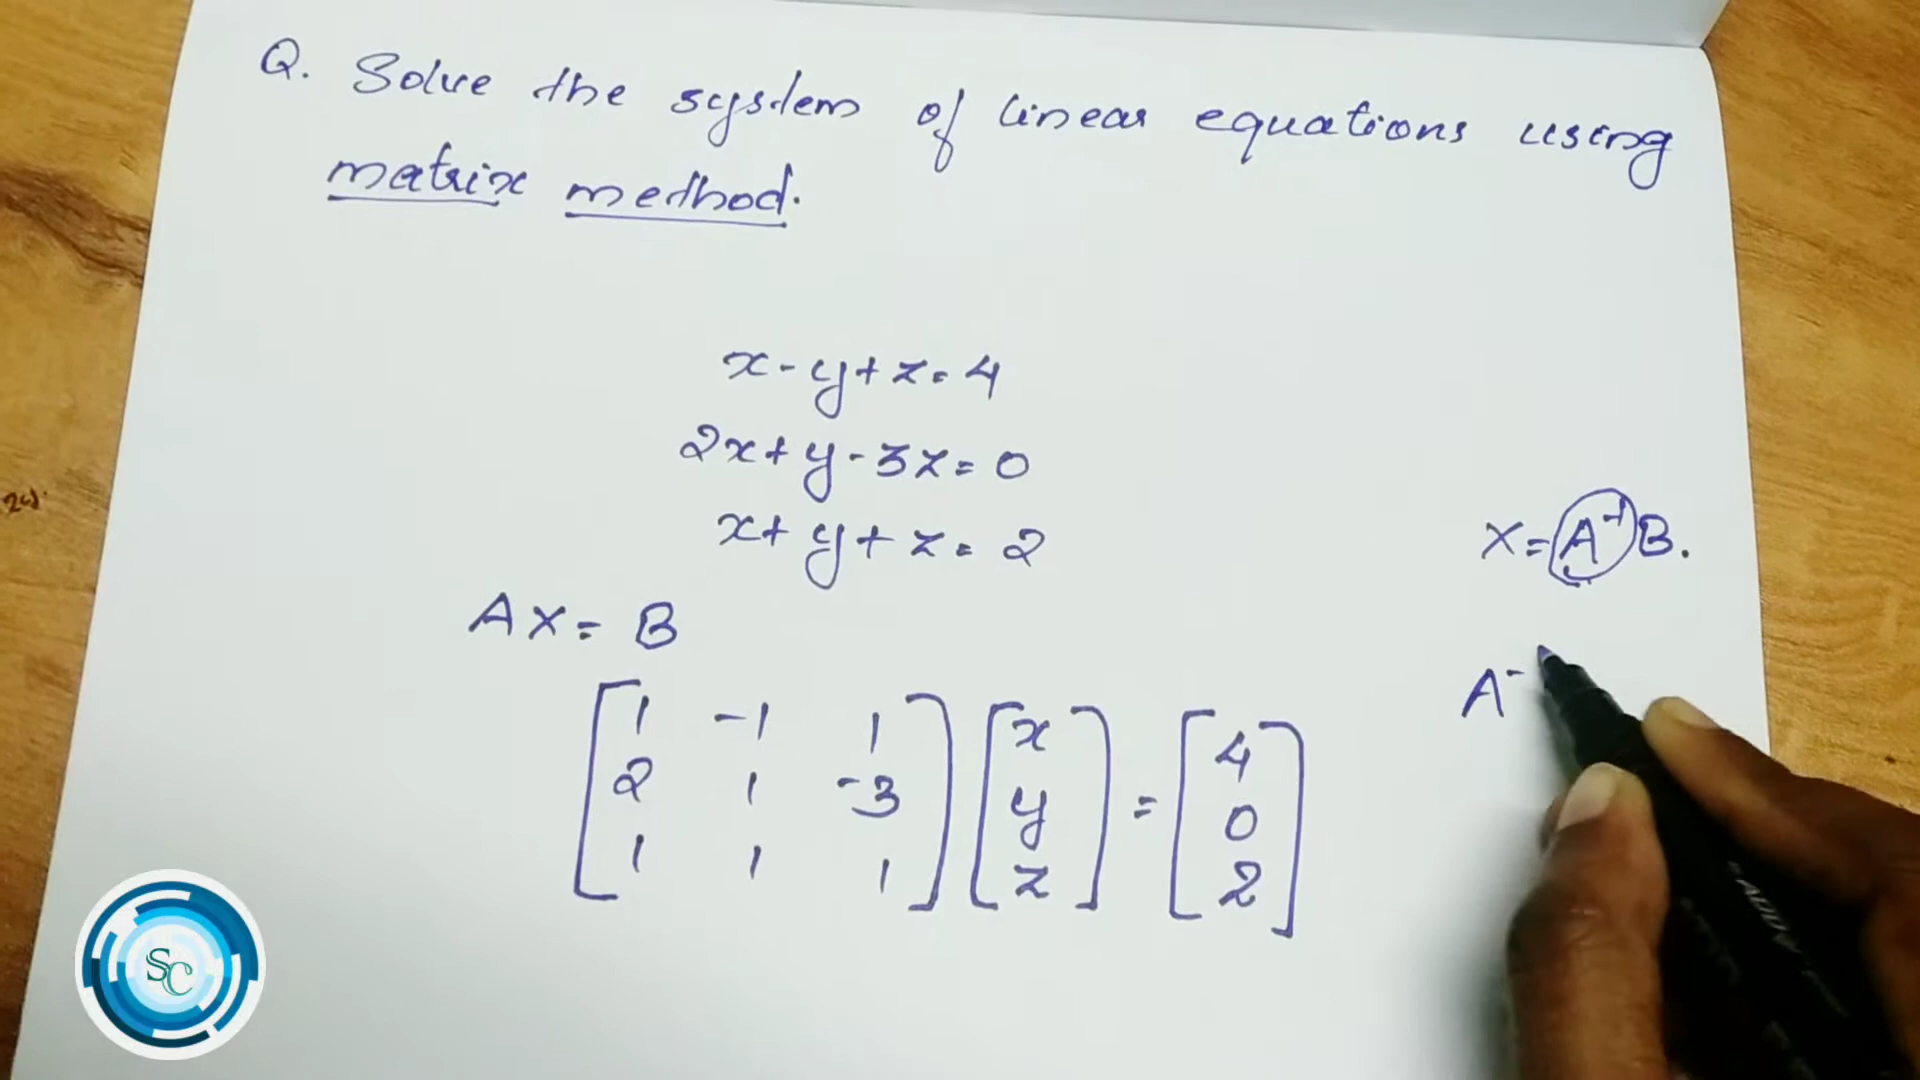 Q. Solve the system of linear equations using
matrix method.
x - y + z = 4
2x + y - 3z = 0
x + y + z = 2
X = A⁻¹ B.
AX = B
A⁻
[1 -1 1] [x] = [4]
[2 1 -3] [y] [0]
[1 1 1] [z] [2]
SC